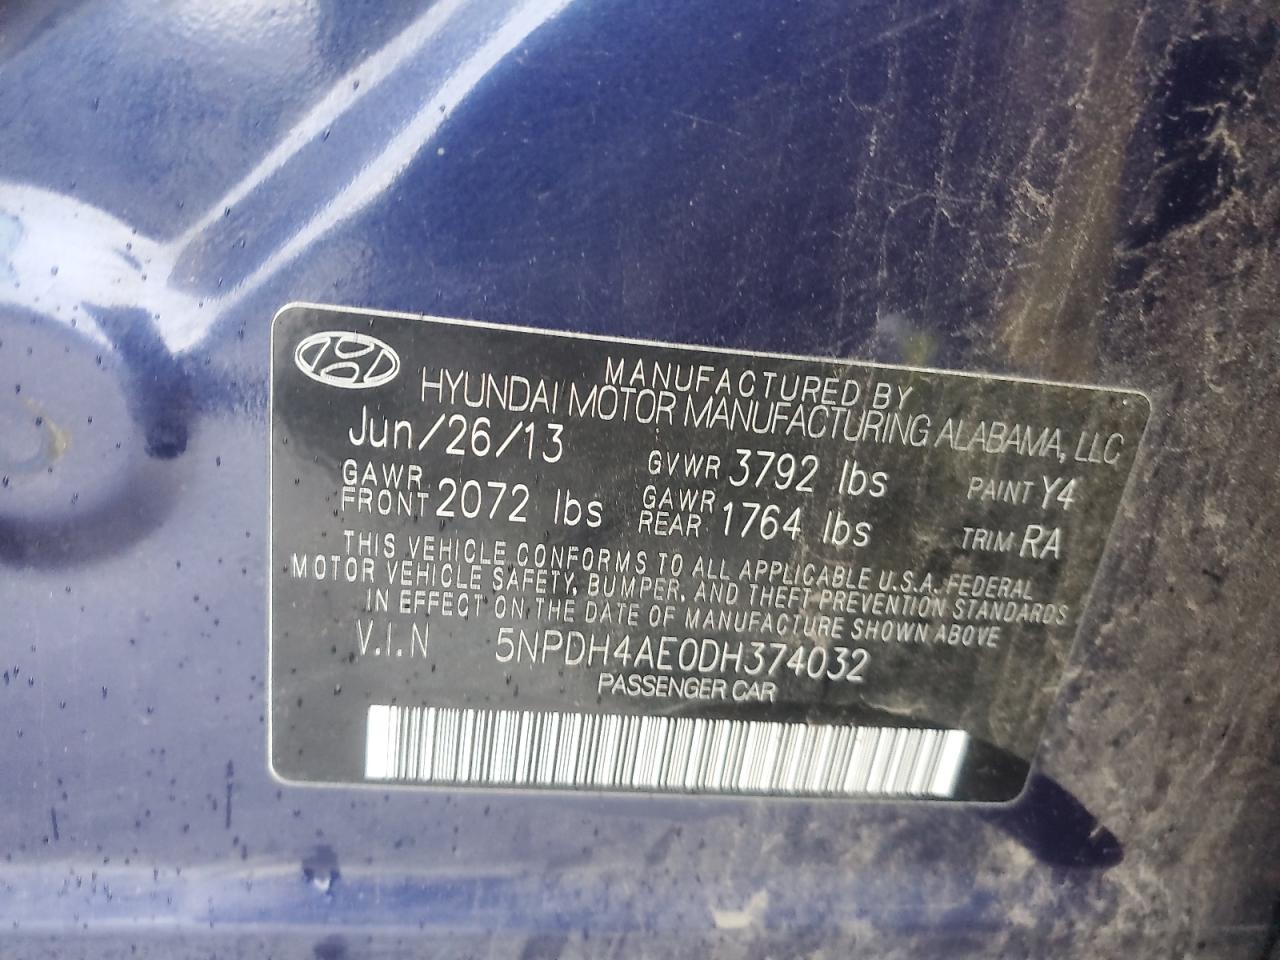 MANUFACTURED BY
HYUNDAI MOTOR MANUFACTURING ALABAMA, LLC
Jun/26/13 GVWR 3792 lbs PAINT Y4
GAWR FRONT 2072 lbs GAWR REAR 1764 lbs TRIM RA
THIS VEHICLE CONFORMS TO ALL APPLICABLE U.S.A. FEDERAL
MOTOR VEHICLE SAFETY, BUMPER, AND THEFT PREVENTION STANDARDS
IN EFFECT ON THE DATE OF MANUFACTURE SHOWN ABOVE
V.I.N 5NPDH4AE0DH374032
PASSENGER CAR